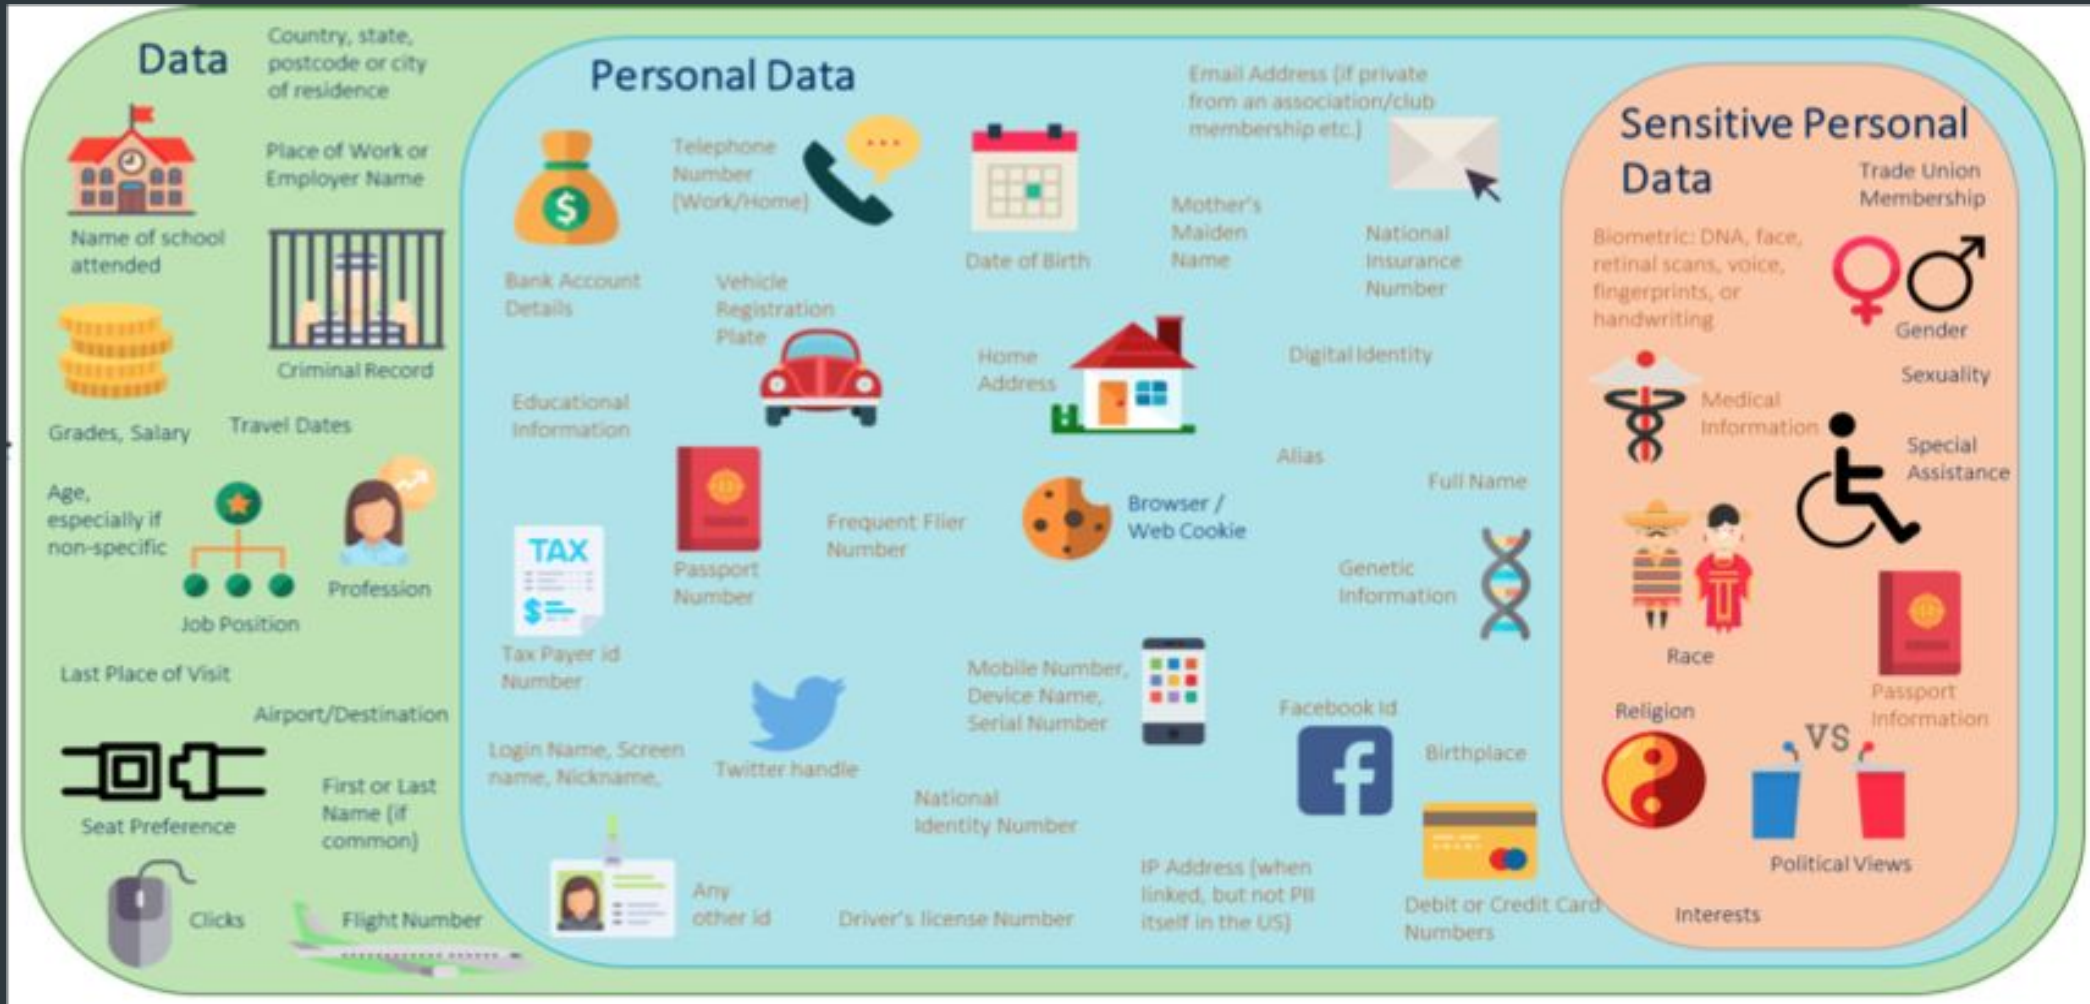 Data
Country, state,
postcode or city
of residence
Place of Work or
Employer Name
Name of school
attended
Criminal Record
Grades, Salary
Travel Dates
Age,
especially if
non-specific
Profession
Job Position
Last Place of Visit
Airport/Destination
Seat Preference
First or Last
Name (if
common)
Clicks
Flight Number
Personal Data
Email Address (if private
from an association/club
membership etc.)
Telephone
Number
(Work/Home)
$
Date of Birth
Mother's
Maiden
Name
National
Insurance
Number
Bank Account
Details
Vehicle
Registration
Plate
Home
Address
Digital Identity
Educational
Information
Alias
Full Name
Frequent Flier
Number
Browser /
Web Cookie
TAX
$
Passport
Number
Genetic
Information
Tax Payer id
Number
Mobile Number,
Device Name,
Serial Number
Facebook Id
f
Login Name, Screen
name, Nickname,
Twitter handle
Birthplace
National
Identity Number
Any
other id
Driver's license Number
IP Address (when
linked, but not PII
itself in the US)
Debit or Credit Card
Numbers
Sensitive Personal
Data
Trade Union
Membership
Biometric: DNA, face,
retinal scans, voice,
fingerprints, or
handwriting
Gender
Sexuality
Medical
Information
Special
Assistance
Race
Passport
Information
Religion
VS
Political Views
Interests